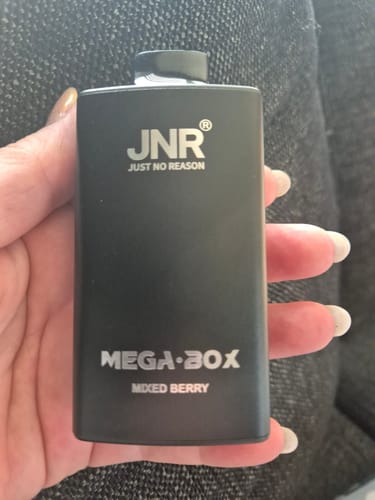 JNR®
JUST NO REASON
MEGA·BOX
MIXED BERRY